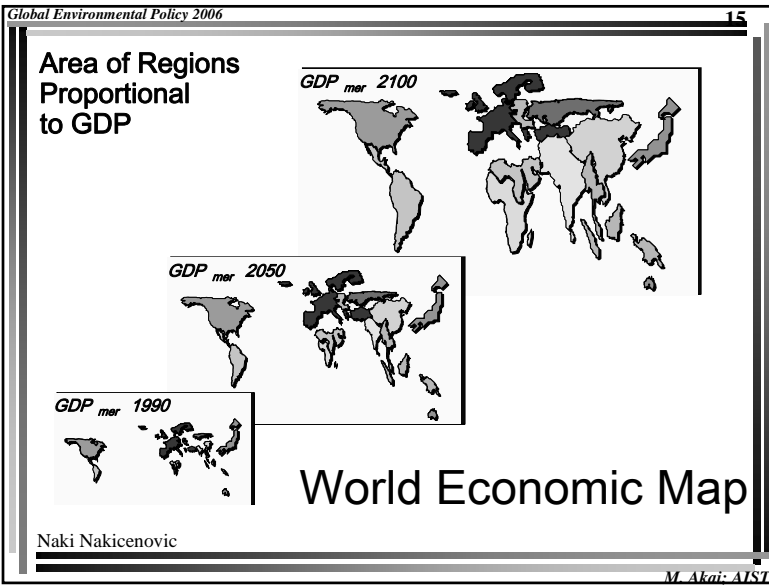 Global Environmental Policy 2006
15
Area of Regions
Proportional
to GDP
GDP mer 2100
GDP mer 2050
GDP mer 1990
World Economic Map
Naki Nakicenovic
M. Akai; AIST